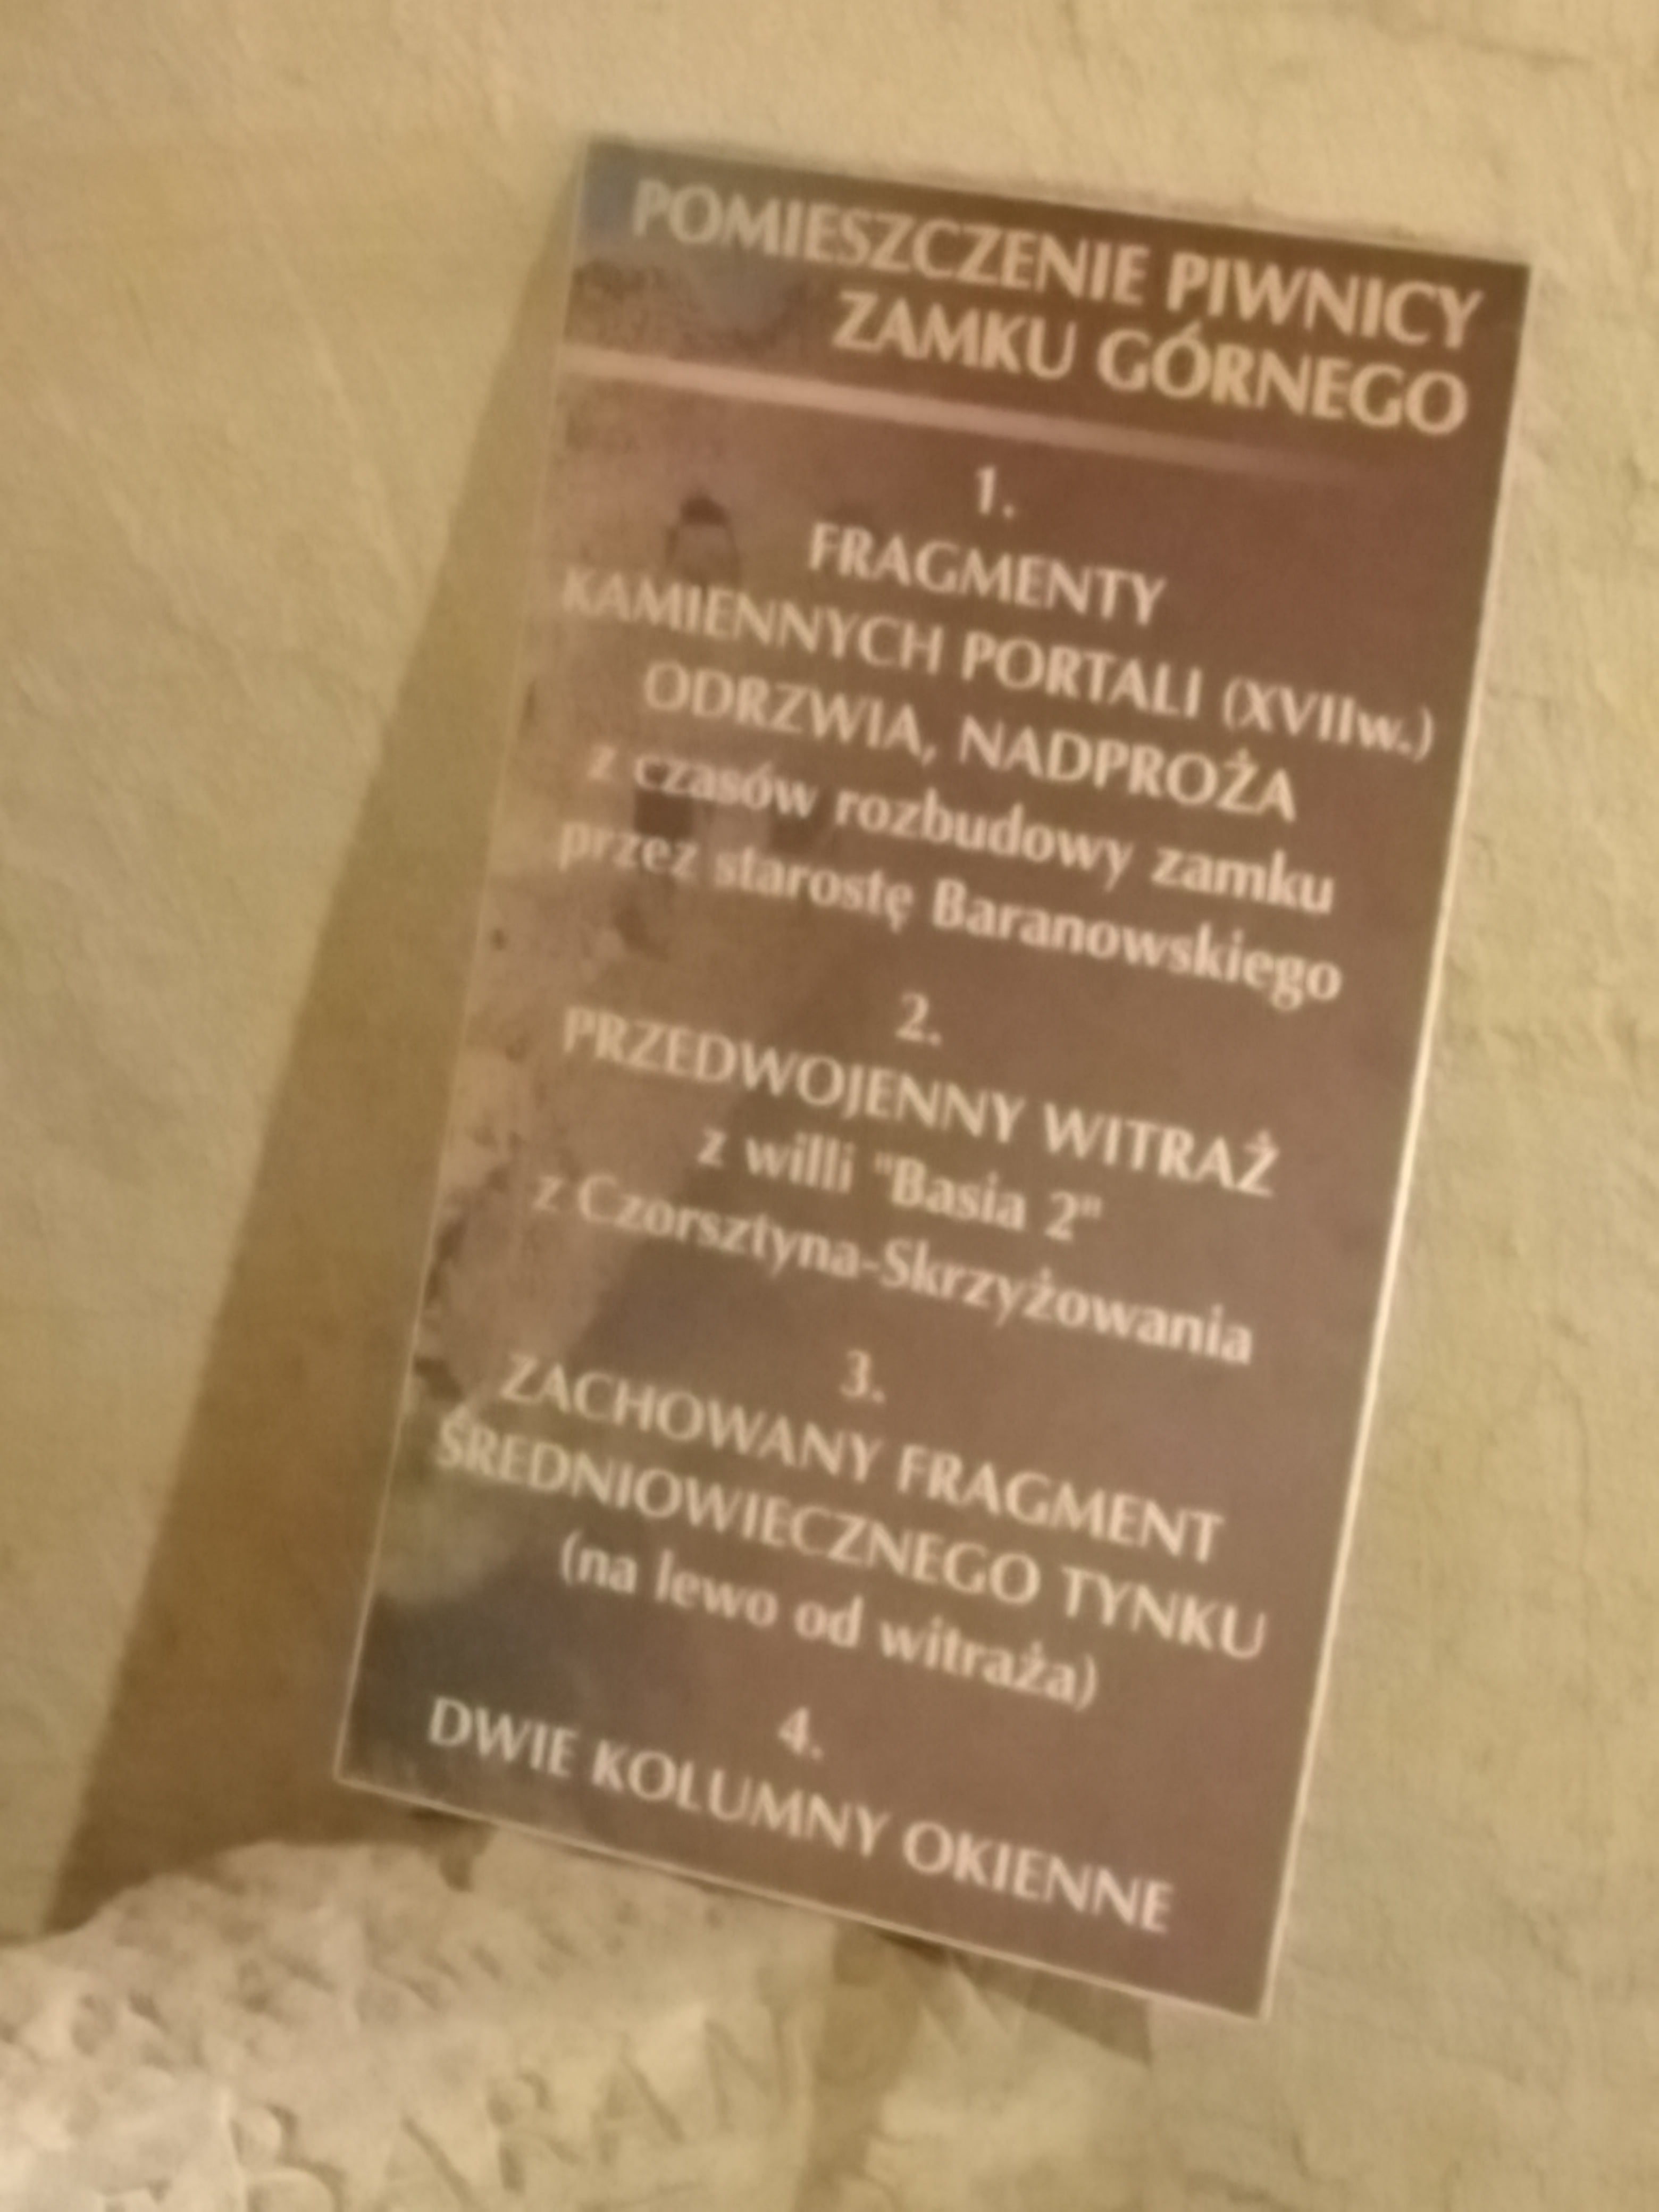 POMIESZCZENIE PIWNICY
ZAMKU GÓRNEGO
1.
FRAGMENTY
KAMIENNYCH PORTALI (XVIIw.)
ODRZWIA, NADPROŻA
z czasów rozbudowy zamku
przez starostę Baranowskiego
2.
PRZEDWOJENNY WITRAŻ
z willi "Basia 2"
z Czorsztyna-Skrzyżowania
3.
ZACHOWANY FRAGMENT
ŚREDNIOWIECZNEGO TYNKU
(na lewo od witraża)
4.
DWIE KOLUMNY OKIENNE
BARAN